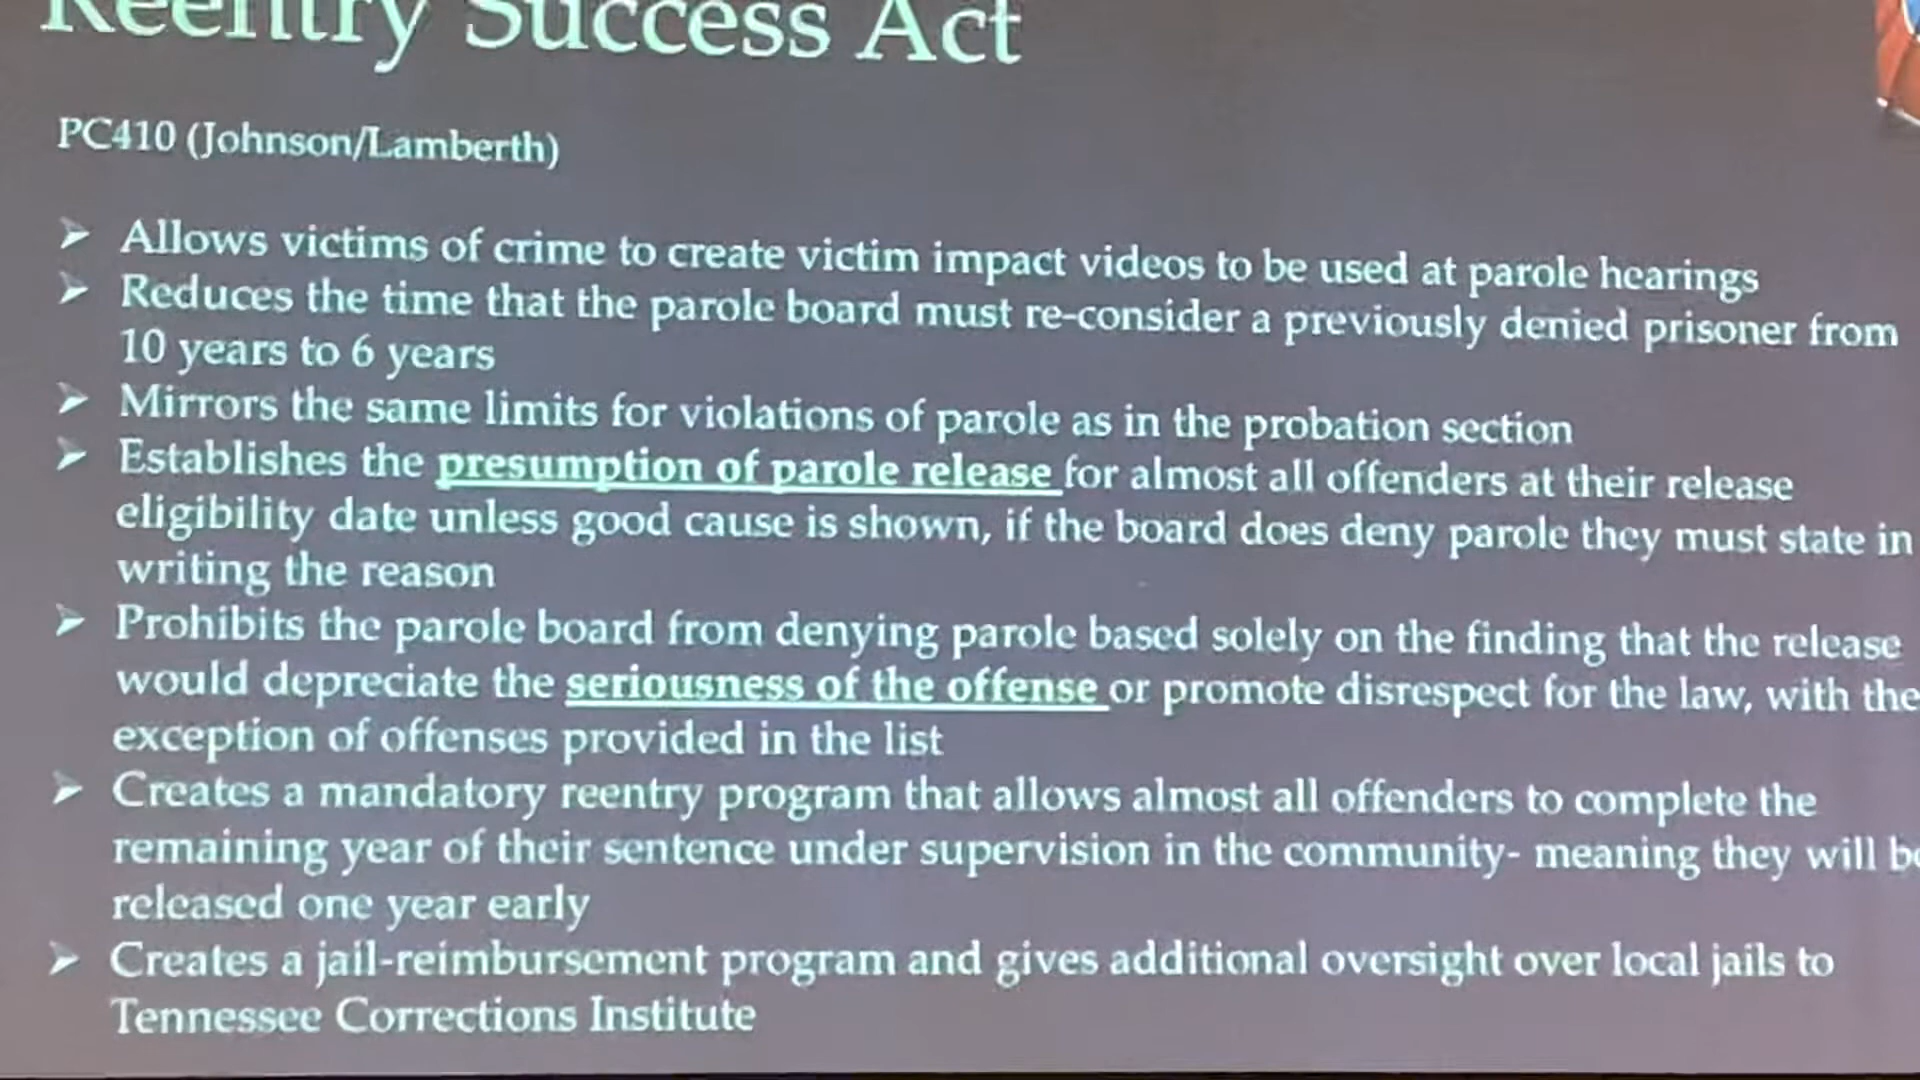 Reentry Success Act
PC410 (Johnson/Lamberth)
➤ Allows victims of crime to create victim impact videos to be used at parole hearings
➤ Reduces the time that the parole board must re-consider a previously denied prisoner from
10 years to 6 years
➤ Mirrors the same limits for violations of parole as in the probation section
➤ Establishes the presumption of parole release for almost all offenders at their release
eligibility date unless good cause is shown, if the board does deny parole they must state in
writing the reason
➤ Prohibits the parole board from denying parole based solely on the finding that the release
would depreciate the seriousness of the offense or promote disrespect for the law, with the
exception of offenses provided in the list
➤ Creates a mandatory reentry program that allows almost all offenders to complete the
remaining year of their sentence under supervision in the community- meaning they will be
released one year early
➤ Creates a jail-reimbursement program and gives additional oversight over local jails to
Tennessee Corrections Institute